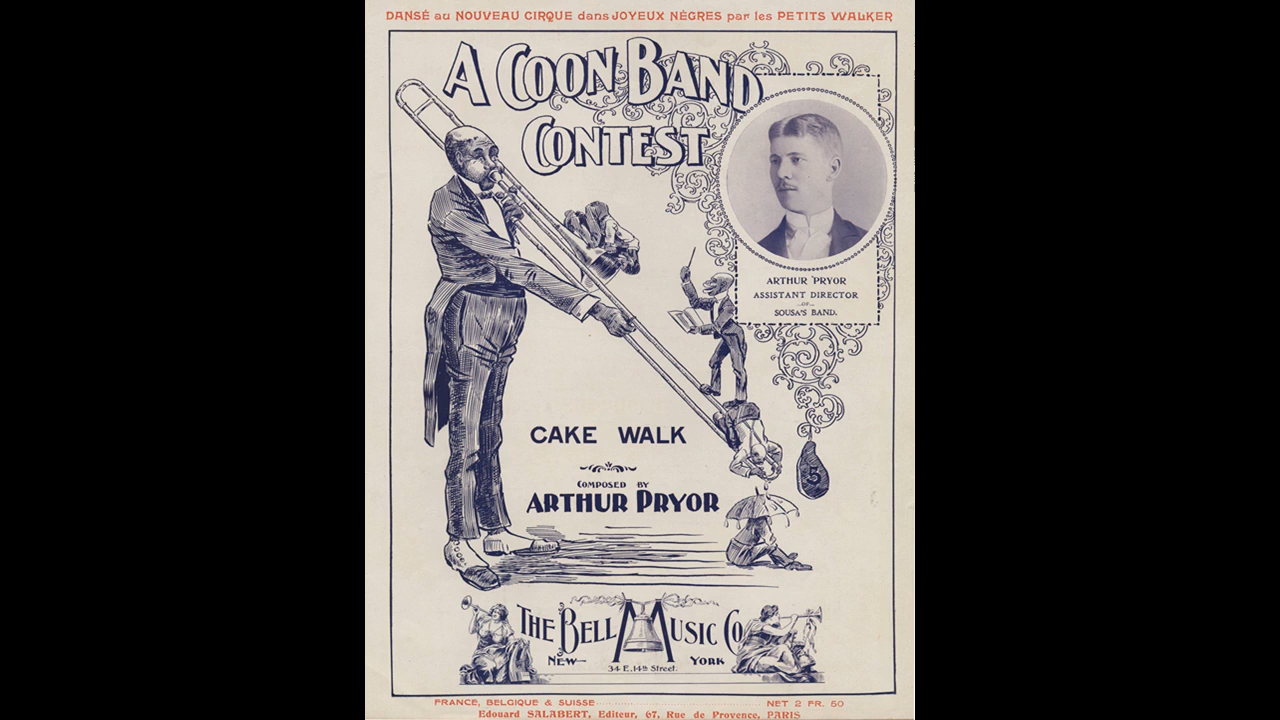 DANSÉ au NOUVEAU CIRQUE dans JOYEUX NÈGRES par les PETITS WALKER
A COON BAND
CONTEST
ARTHUR PRYOR
ASSISTANT DIRECTOR
OF
SOUSA'S BAND.
CAKE WALK
COMPOSED BY
ARTHUR PRYOR
5
THE BELL MUSIC CO
NEW YORK
34 E. 14th Street.
FRANCE, BELGIQUE & SUISSE NET 2 FR. 50
Edouard SALABERT, Editeur, 67, Rue de Provence, PARIS